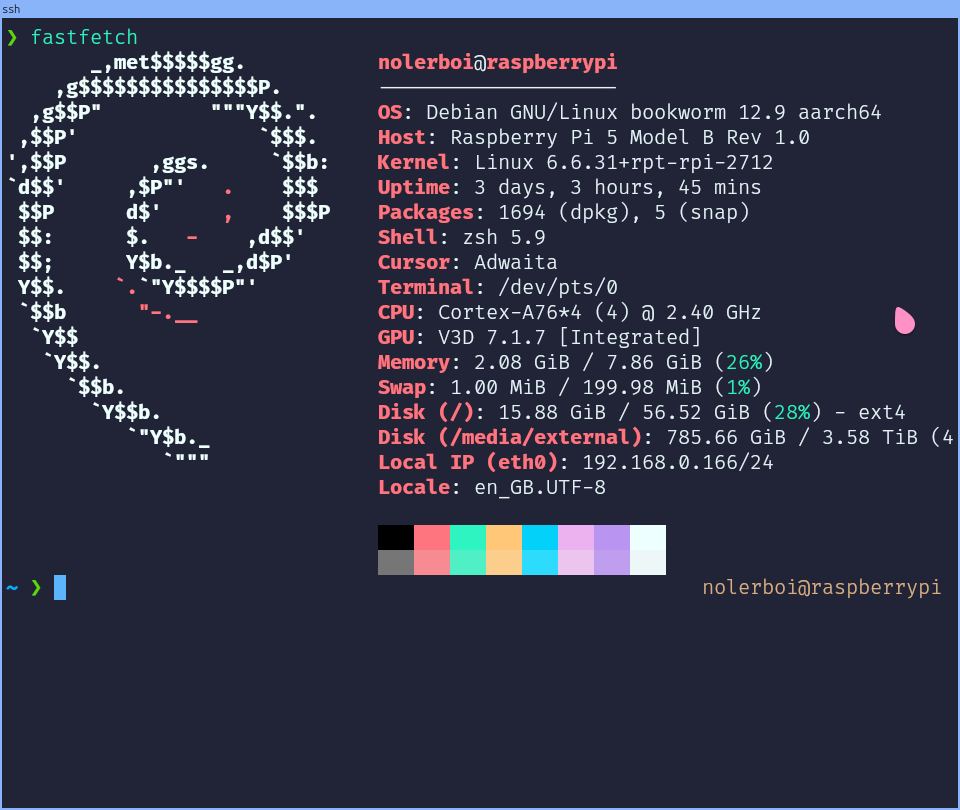 ssh
❯ fastfetch
_,met$$$$$gg. nolerboi@raspberrypi
,g$$$$$$$$$$$$$$$P. --------------------
,g$$P" """Y$$.". OS: Debian GNU/Linux bookworm 12.9 aarch64
,$$P' `$$$. Host: Raspberry Pi 5 Model B Rev 1.0
',$$P ,ggs. `$$b: Kernel: Linux 6.6.31+rpt-rpi-2712
`d$$' ,$P"' . $$$ Uptime: 3 days, 3 hours, 45 mins
$$P d$' , $$$P Packages: 1694 (dpkg), 5 (snap)
$$: $. - ,d$$' Shell: zsh 5.9
$$; Y$b._ _,d$P' Cursor: Adwaita
Y$$. `.`"Y$$$$P"' Terminal: /dev/pts/0
`$$b "-.__ CPU: Cortex-A76*4 (4) @ 2.40 GHz
`Y$$ GPU: V3D 7.1.7 [Integrated]
`Y$$. Memory: 2.08 GiB / 7.86 GiB (26%)
`$$b. Swap: 1.00 MiB / 199.98 MiB (1%)
`Y$$b. Disk (/): 15.88 GiB / 56.52 GiB (28%) - ext4
`"Y$b._ Disk (/media/external): 785.66 GiB / 3.58 TiB (4
`""" Local IP (eth0): 192.168.0.166/24
Locale: en_GB.UTF-8
~ ❯ nolerboi@raspberrypi